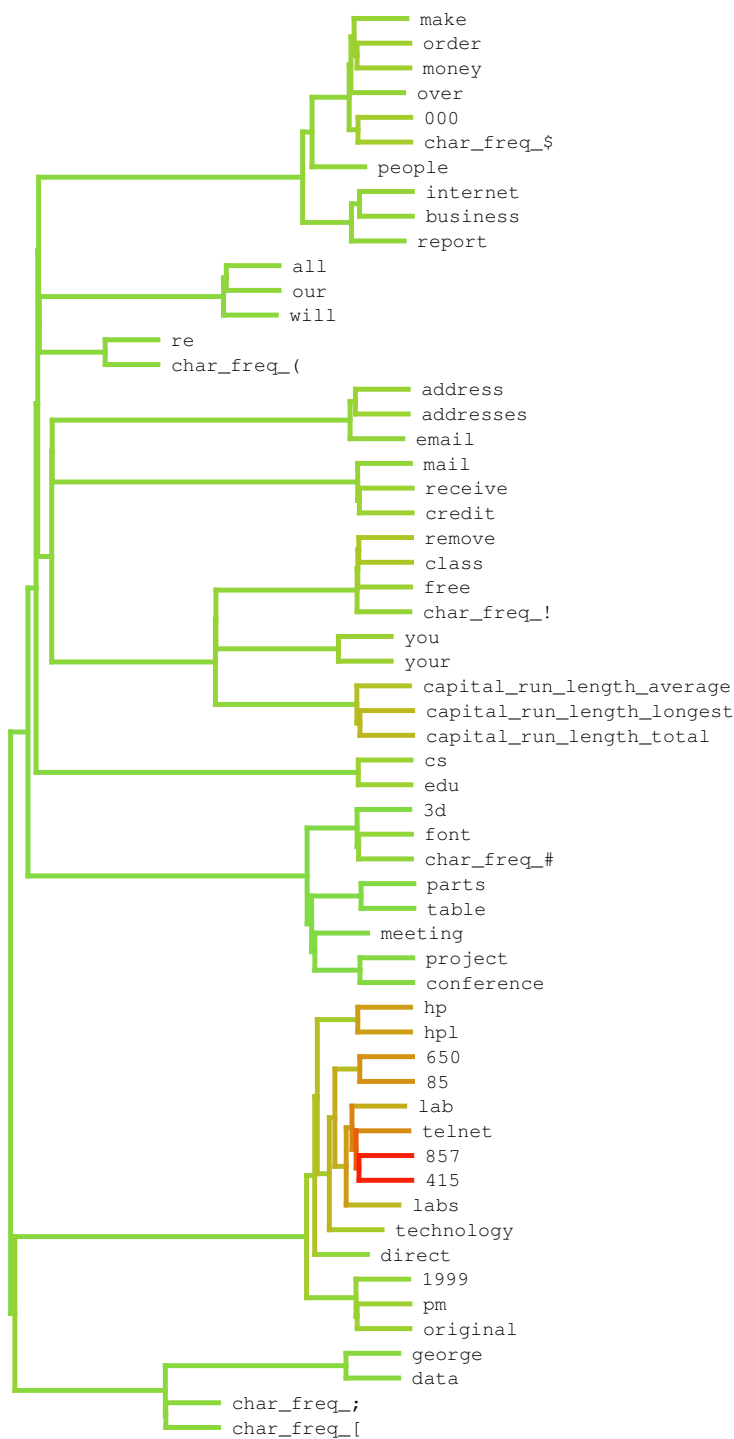 make
order
money
over
000
char_freq_$
people
internet
business
report
all
our
will
re
char_freq_(
address
addresses
email
mail
receive
credit
remove
class
free
char_freq_!
you
your
capital_run_length_average
capital_run_length_longest
capital_run_length_total
cs
edu
3d
font
char_freq_#
parts
table
meeting
project
conference
hp
hpl
650
85
lab
telnet
857
415
labs
technology
direct
1999
pm
original
george
data
char_freq_;
char_freq_[